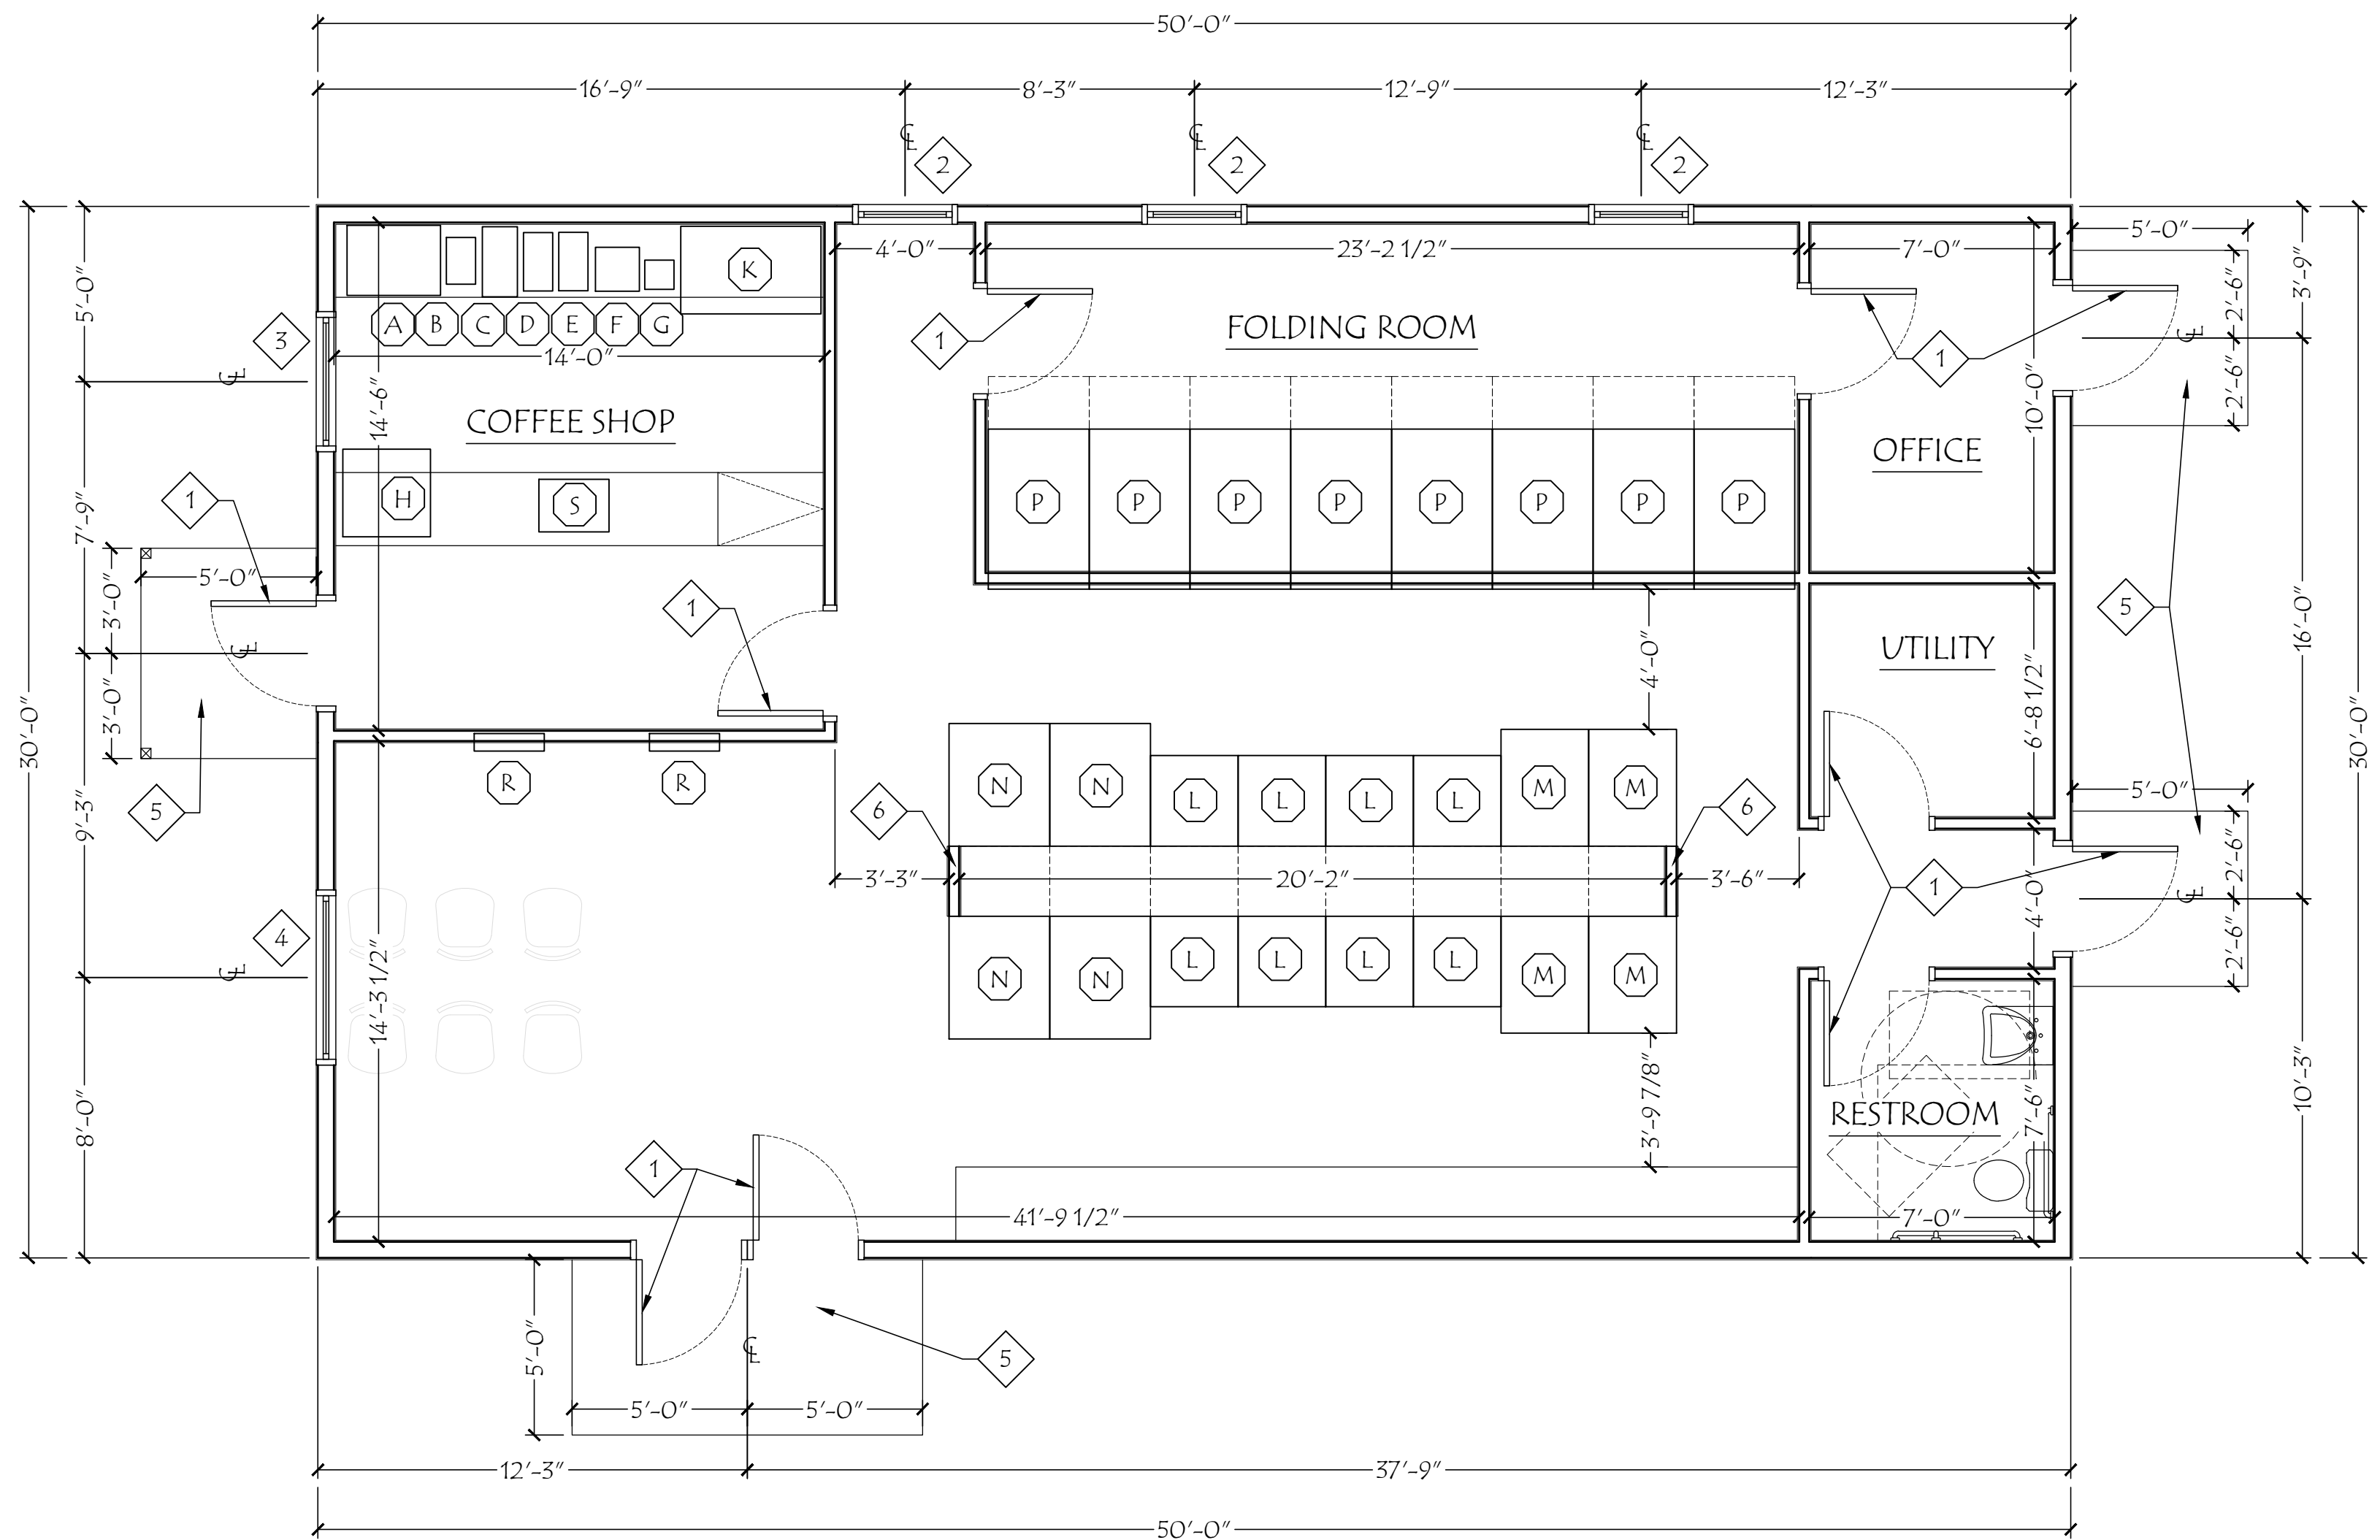 50'-0"
16'-9" 8'-3" 12'-9" 12'-3"
℄ ℄ ℄
2 2 2
5'-0"
4'-0" 23'-2 1/2" 7'-0"
K
3'-9"
2'-6"
5'-0"
A B C D E F G
3
1
FOLDING ROOM
1
℄
14'-0"
℄
14'-6"
COFFEE SHOP
2'-6"
10'-0"
OFFICE
1
7'-9"
H S
P P P P P P P P
5'-0"
3'-0"
1
5
16'-0"
4'-0"
UTILITY
℄
3'-0"
6'-8 1/2"
30'-0"
30'-0"
R R
N N L L L L M M
5'-0"
5
9'-3"
6 6
2'-6"
3'-3" 20'-2" 3'-6"
1
℄
4'-0"
4
℄
N N L L L L M M
2'-6"
14'-3 1/2"
8'-0"
3'-9 7/8"
RESTROOM
7'-6"
10'-3"
1
41'-9 1/2" 7'-0"
5'-0"
℄
5
5'-0" 5'-0"
12'-3" 37'-9"
50'-0"